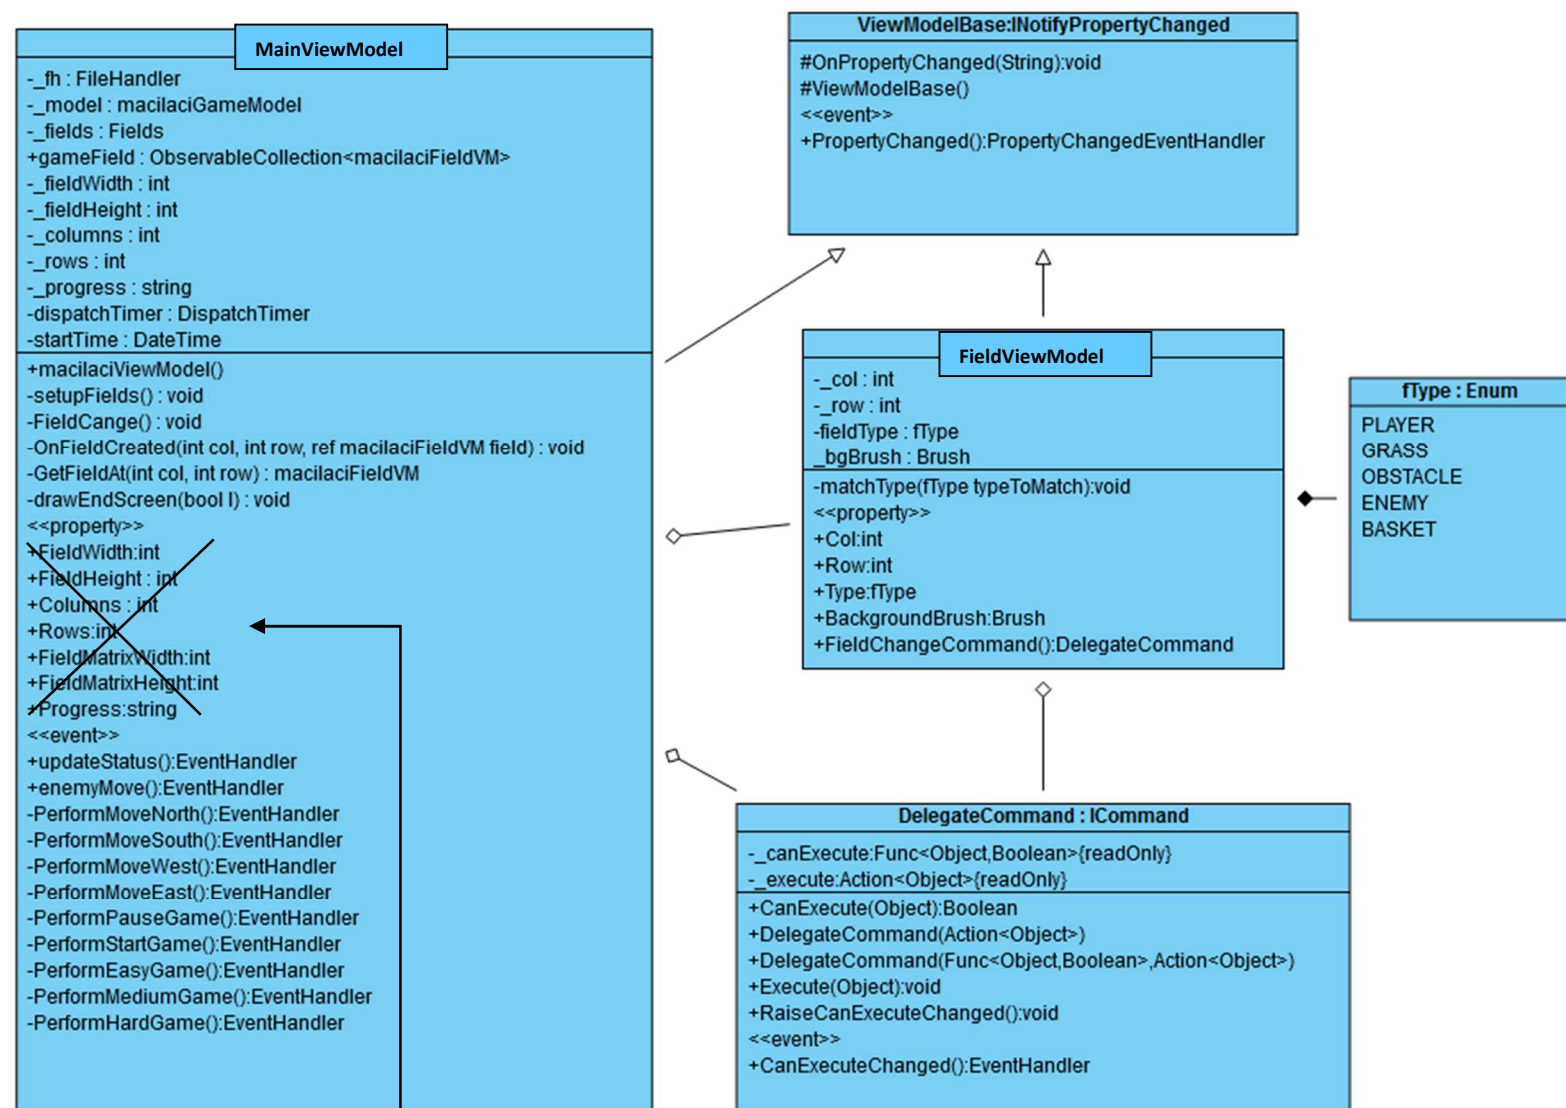 MainViewModel
-_fh : FileHandler
-_model : macilaciGameModel
-_fields : Fields
+gameField : ObservableCollection<macilaciFieldVM>
-_fieldWidth : int
-_fieldHeight : int
-_columns : int
-_rows : int
-_progress : string
-dispatchTimer : DispatchTimer
-startTime : DateTime
+macilaciViewModel()
-setupFields() : void
-FieldCange() : void
-OnFieldCreated(int col, int row, ref macilaciFieldVM field) : void
-GetFieldAt(int col, int row) : macilaciFieldVM
-drawEndScreen(bool l) : void
<<property>>
+FieldWidth:int
+FieldHeight : int
+Columns : int
+Rows:int
+FieldMatrixWidth:int
+FieldMatrixHeight:int
+Progress:string
<<event>>
+updateStatus():EventHandler
+enemyMove():EventHandler
-PerformMoveNorth():EventHandler
-PerformMoveSouth():EventHandler
-PerformMoveWest():EventHandler
-PerformMoveEast():EventHandler
-PerformPauseGame():EventHandler
-PerformStartGame():EventHandler
-PerformEasyGame():EventHandler
-PerformMediumGame():EventHandler
-PerformHardGame():EventHandler
ViewModelBase:INotifyPropertyChanged
#OnPropertyChanged(String):void
#ViewModelBase()
<<event>>
+PropertyChanged():PropertyChangedEventHandler
FieldViewModel
-_col : int
-_row : int
-fieldType : fType
_bgBrush : Brush
-matchType(fType typeToMatch):void
<<property>>
+Col:int
+Row:int
+Type:fType
+BackgroundBrush:Brush
+FieldChangeCommand():DelegateCommand
fType : Enum
PLAYER
GRASS
OBSTACLE
ENEMY
BASKET
DelegateCommand : ICommand
-_canExecute:Func<Object,Boolean>{readOnly}
-_execute:Action<Object>{readOnly}
+CanExecute(Object):Boolean
+DelegateCommand(Action<Object>)
+DelegateCommand(Func<Object,Boolean>,Action<Object>)
+Execute(Object):void
+RaiseCanExecuteChanged():void
<<event>>
+CanExecuteChanged():EventHandler